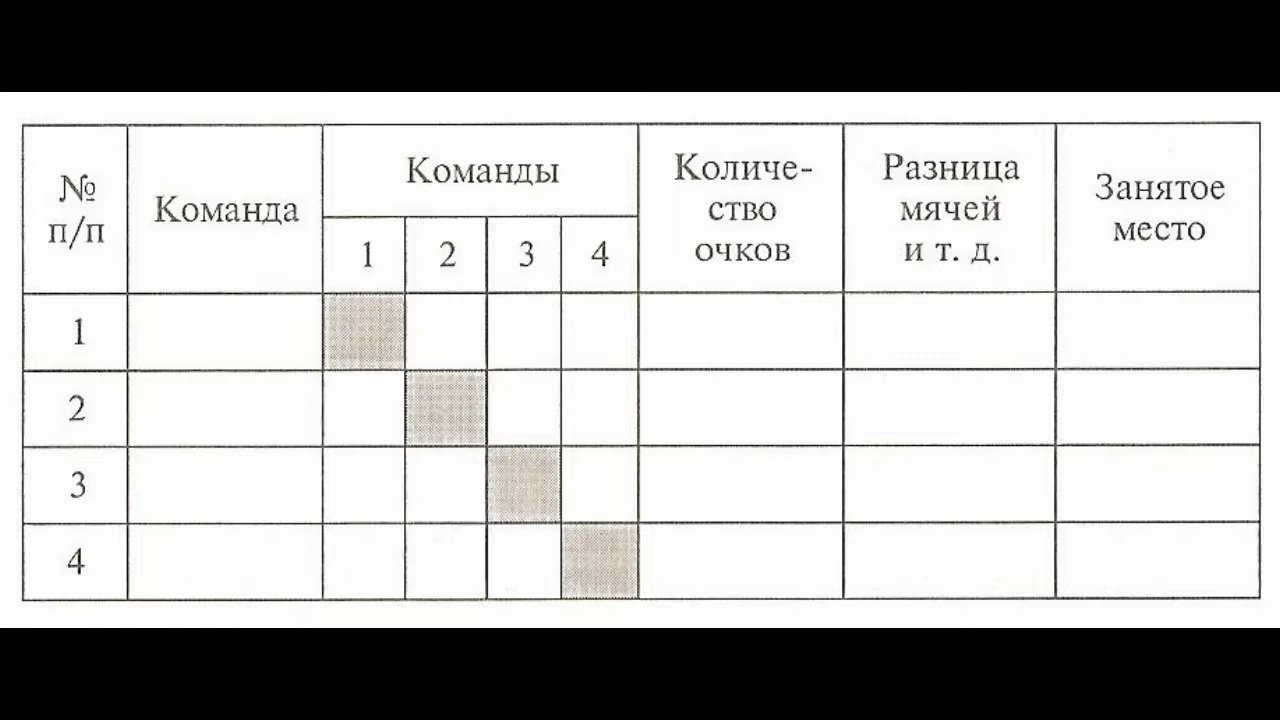 №
п/п
Команда
Команды
1 2 3 4
Количе-
ство
очков
Разница
мячей
и т. д.
Занятое
место
1
2
3
4